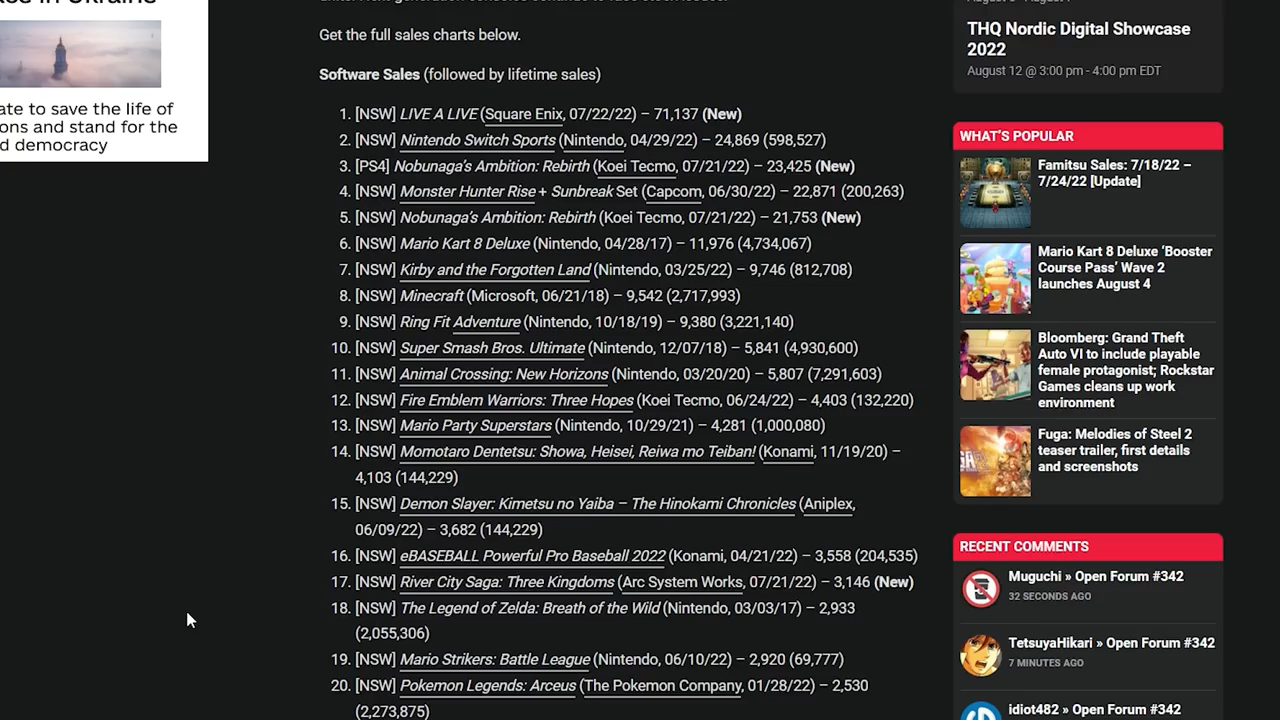 Get the full sales charts below.
Software Sales (followed by lifetime sales)
1. [NSW] LIVE A LIVE (Square Enix, 07/22/22) – 71,137 (New)
2. [NSW] Nintendo Switch Sports (Nintendo, 04/29/22) – 24,869 (598,527)
3. [PS4] Nobunaga's Ambition: Rebirth (Koei Tecmo, 07/21/22) – 23,425 (New)
4. [NSW] Monster Hunter Rise + Sunbreak Set (Capcom, 06/30/22) – 22,871 (200,263)
5. [NSW] Nobunaga's Ambition: Rebirth (Koei Tecmo, 07/21/22) – 21,753 (New)
6. [NSW] Mario Kart 8 Deluxe (Nintendo, 04/28/17) – 11,976 (4,734,067)
7. [NSW] Kirby and the Forgotten Land (Nintendo, 03/25/22) – 9,746 (812,708)
8. [NSW] Minecraft (Microsoft, 06/21/18) – 9,542 (2,717,993)
9. [NSW] Ring Fit Adventure (Nintendo, 10/18/19) – 9,380 (3,221,140)
10. [NSW] Super Smash Bros. Ultimate (Nintendo, 12/07/18) – 5,841 (4,930,600)
11. [NSW] Animal Crossing: New Horizons (Nintendo, 03/20/20) – 5,807 (7,291,603)
12. [NSW] Fire Emblem Warriors: Three Hopes (Koei Tecmo, 06/24/22) – 4,403 (132,220)
13. [NSW] Mario Party Superstars (Nintendo, 10/29/21) – 4,281 (1,000,080)
14. [NSW] Momotaro Dentetsu: Showa, Heisei, Reiwa mo Teiban! (Konami, 11/19/20) –
4,103 (144,229)
15. [NSW] Demon Slayer: Kimetsu no Yaiba – The Hinokami Chronicles (Aniplex,
06/09/22) – 3,682 (144,229)
16. [NSW] eBASEBALL Powerful Pro Baseball 2022 (Konami, 04/21/22) – 3,558 (204,535)
17. [NSW] River City Saga: Three Kingdoms (Arc System Works, 07/21/22) – 3,146 (New)
18. [NSW] The Legend of Zelda: Breath of the Wild (Nintendo, 03/03/17) – 2,933
(2,055,306)
19. [NSW] Mario Strikers: Battle League (Nintendo, 06/10/22) – 2,920 (69,777)
20. [NSW] Pokemon Legends: Arceus (The Pokemon Company, 01/28/22) – 2,530
(2,273,875)
ate to save the life of
ons and stand for the
d democracy
THQ Nordic Digital Showcase
2022
August 12 @ 3:00 pm - 4:00 pm EDT
WHAT'S POPULAR
Famitsu Sales: 7/18/22 –
7/24/22 [Update]
Mario Kart 8 Deluxe 'Booster
Course Pass' Wave 2
launches August 4
Bloomberg: Grand Theft
Auto VI to include playable
female protagonist; Rockstar
Games cleans up work
environment
Fuga: Melodies of Steel 2
teaser trailer, first details
and screenshots
RECENT COMMENTS
Muguchi » Open Forum #342
32 SECONDS AGO
TetsuyaHikari » Open Forum #342
7 MINUTES AGO
idiot482 » Open Forum #342